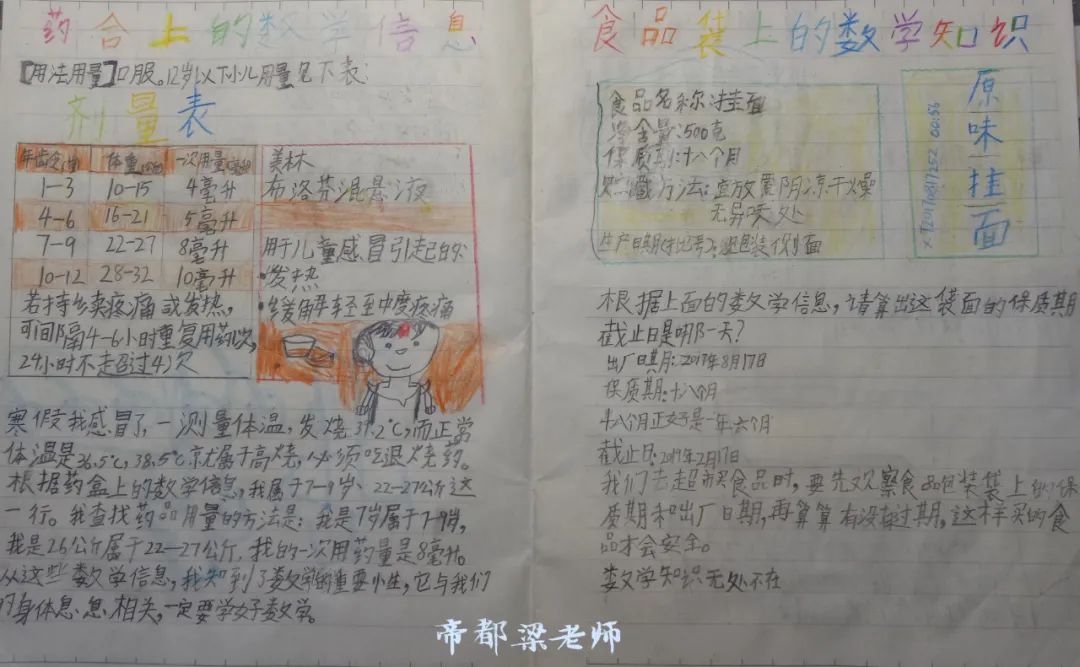 药合上的数学信息
【用法用量】口服。12岁以下小儿用量见下表:
剂量表
年龄(岁) 体重(公斤) 一次用量(毫升)
1-3 10-15 4毫升
4-6 16-21 5毫升
7-9 22-27 8毫升
10-12 28-32 10毫升
若持续疼痛或发热,
可间隔4-6小时重复用药1次,
24小时不超过4次
美林
布洛芬混悬液
用于儿童感冒引起的
·发热
·缓解轻至中度疼痛
寒假我感冒了,一测量体温,发烧37.2℃,而正常
体温是36.5℃,38.5℃就属于高烧,必须吃退烧药。
根据药盒上的数学信息,我属于7-9岁、22-27公斤这
一行。我查找药品用量的方法是:我是7岁属于7-9岁,
我是26公斤属于22—27公斤,我的一次用药量是8毫升。
从这些数学信息,我知到了数学的重要小性,它与我们
的身体息息相关,一定要学好数学。
食品装上的数学知识
食品名称:挂面
净含量:500克
保质期:十八个月
贮藏方法:宜放置阴凉干燥
无异味处
生产日期(批号):见包装侧面
原味挂面
XT20170817252 00:56
根据上面的数学信息,请算出这袋面的保质期
截止日是哪一天?
出厂日期:2017年8月17日
保质期:十八个月
十八个月正好是一年六个月
截止日:2019年2月17日
我们去超市买食品时,要先观察食品包装袋上的保
质期和出厂日期,再算算有没有过期,这样买的食
品才会安全。
数学知识无处不在
帝都梁老师